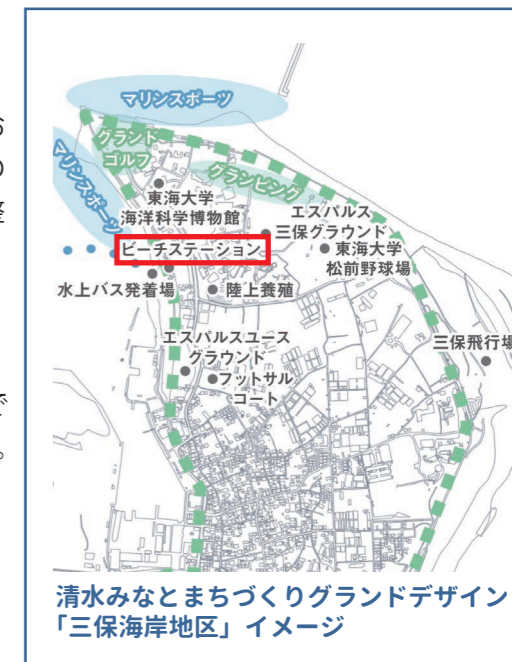 マリンスポーツ
グランド
ゴルフ
マリンスポーツ
グランピング
東海大学
海洋科学博物館
エスパルス
三保グラウンド
ビーチステーション
東海大学
松前野球場
水上バス発着場
陸上養殖
三保飛行場
エスパルスユース
グラウンド
フットサル
コート
清水みなとまちづくりグランドデザイン
「三保海岸地区」イメージ